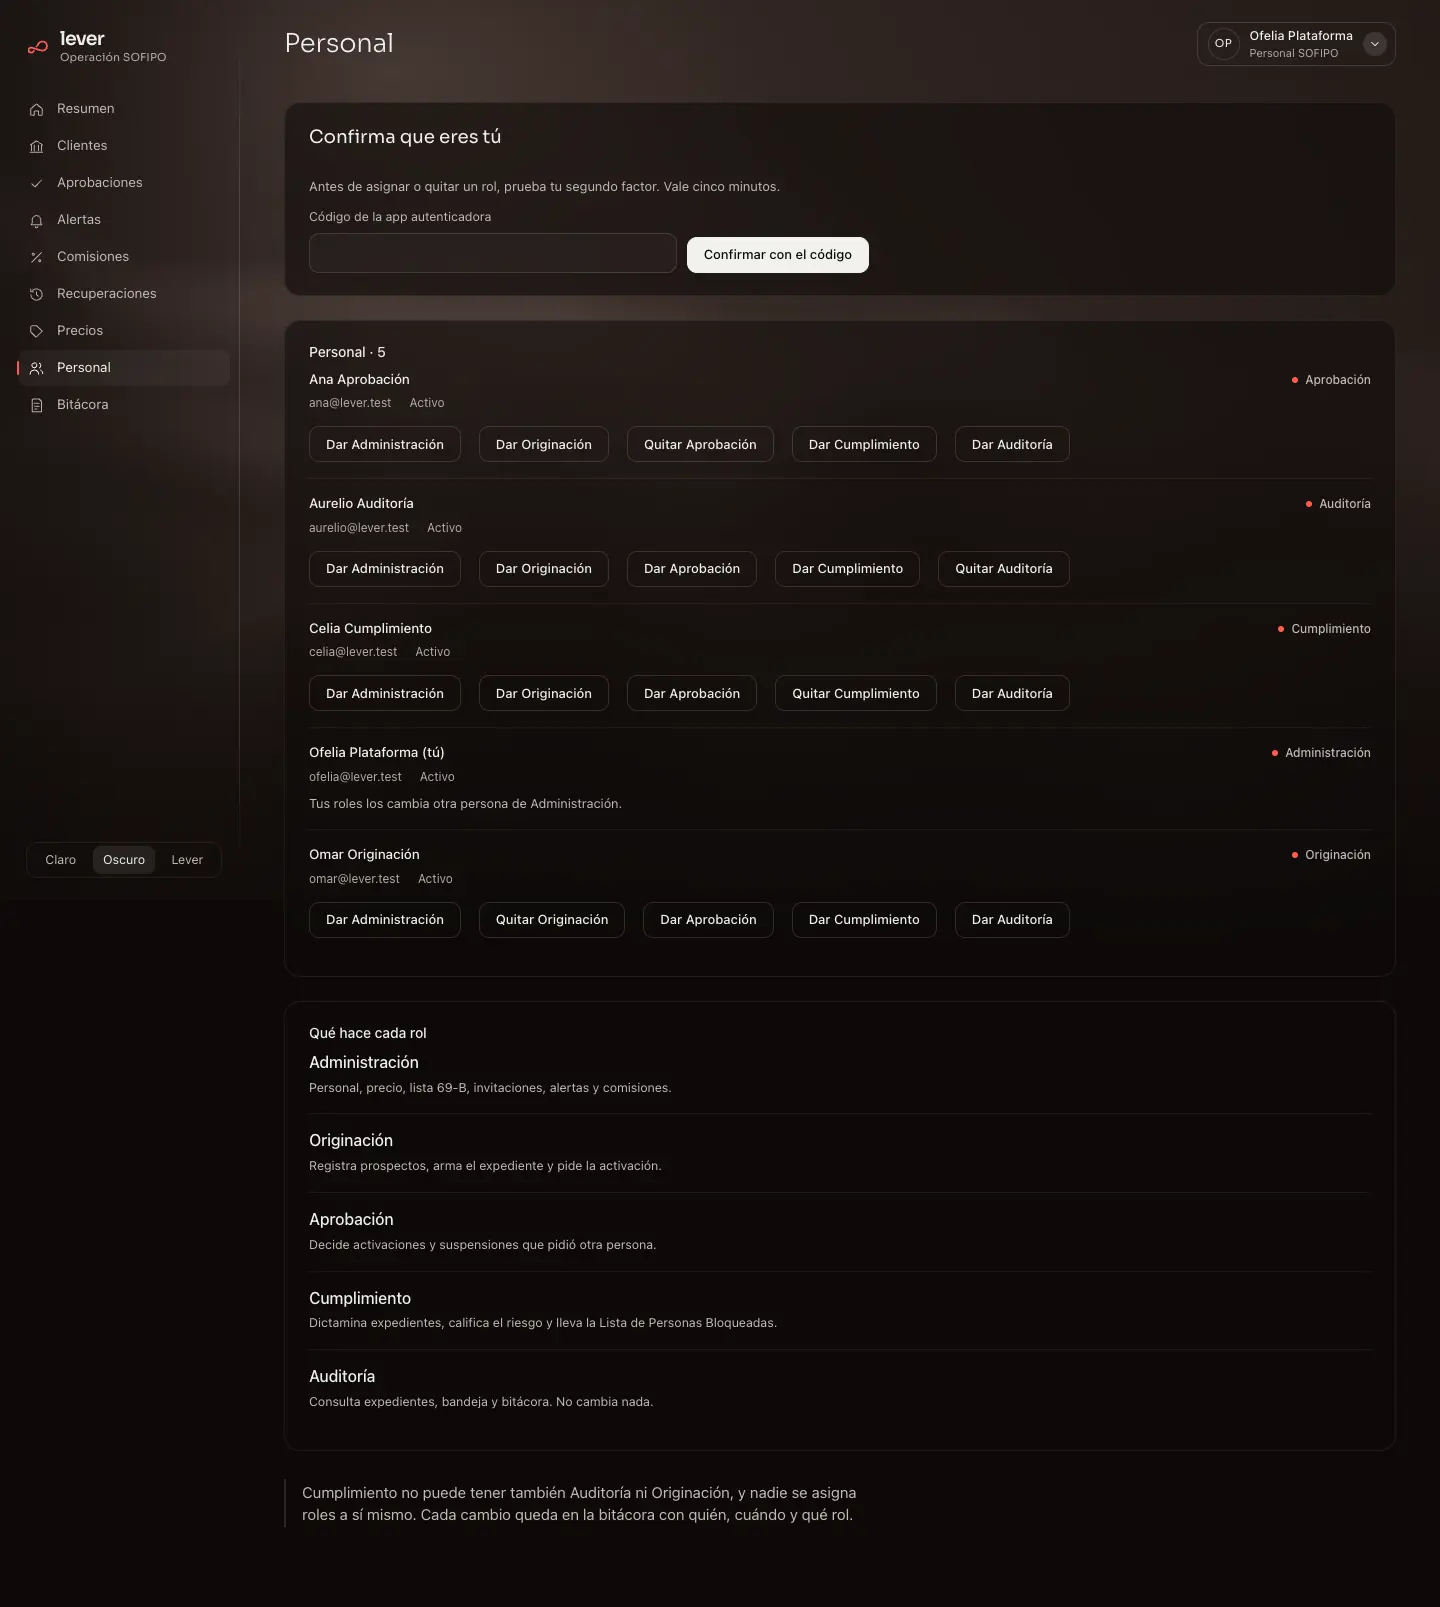 lever
Operación SOFIPO
Resumen
Clientes
Aprobaciones
Alertas
Comisiones
Recuperaciones
Precios
Personal
Bitácora
Claro
Oscuro
Lever
Personal
OP
Ofelia Plataforma
Personal SOFIPO
Confirma que eres tú
Antes de asignar o quitar un rol, prueba tu segundo factor. Vale cinco minutos.
Código de la app autenticadora
Confirmar con el código
Personal · 5
Ana Aprobación
Aprobación
ana@lever.test Activo
Dar Administración Dar Originación Quitar Aprobación Dar Cumplimiento Dar Auditoría
Aurelio Auditoría
Auditoría
aurelio@lever.test Activo
Dar Administración Dar Originación Dar Aprobación Dar Cumplimiento Quitar Auditoría
Celia Cumplimiento
Cumplimiento
celia@lever.test Activo
Dar Administración Dar Originación Dar Aprobación Quitar Cumplimiento Dar Auditoría
Ofelia Plataforma (tú)
Administración
ofelia@lever.test Activo
Tus roles los cambia otra persona de Administración.
Omar Originación
Originación
omar@lever.test Activo
Dar Administración Quitar Originación Dar Aprobación Dar Cumplimiento Dar Auditoría
Qué hace cada rol
Administración
Personal, precio, lista 69-B, invitaciones, alertas y comisiones.
Originación
Registra prospectos, arma el expediente y pide la activación.
Aprobación
Decide activaciones y suspensiones que pidió otra persona.
Cumplimiento
Dictamina expedientes, califica el riesgo y lleva la Lista de Personas Bloqueadas.
Auditoría
Consulta expedientes, bandeja y bitácora. No cambia nada.
Cumplimiento no puede tener también Auditoría ni Originación, y nadie se asigna
roles a sí mismo. Cada cambio queda en la bitácora con quién, cuándo y qué rol.